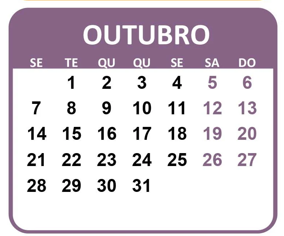 OUTUBRO
SE TE QU QU SE SA DO
1 2 3 4 5 6
7 8 9 10 11 12 13
14 15 16 17 18 19 20
21 22 23 24 25 26 27
28 29 30 31